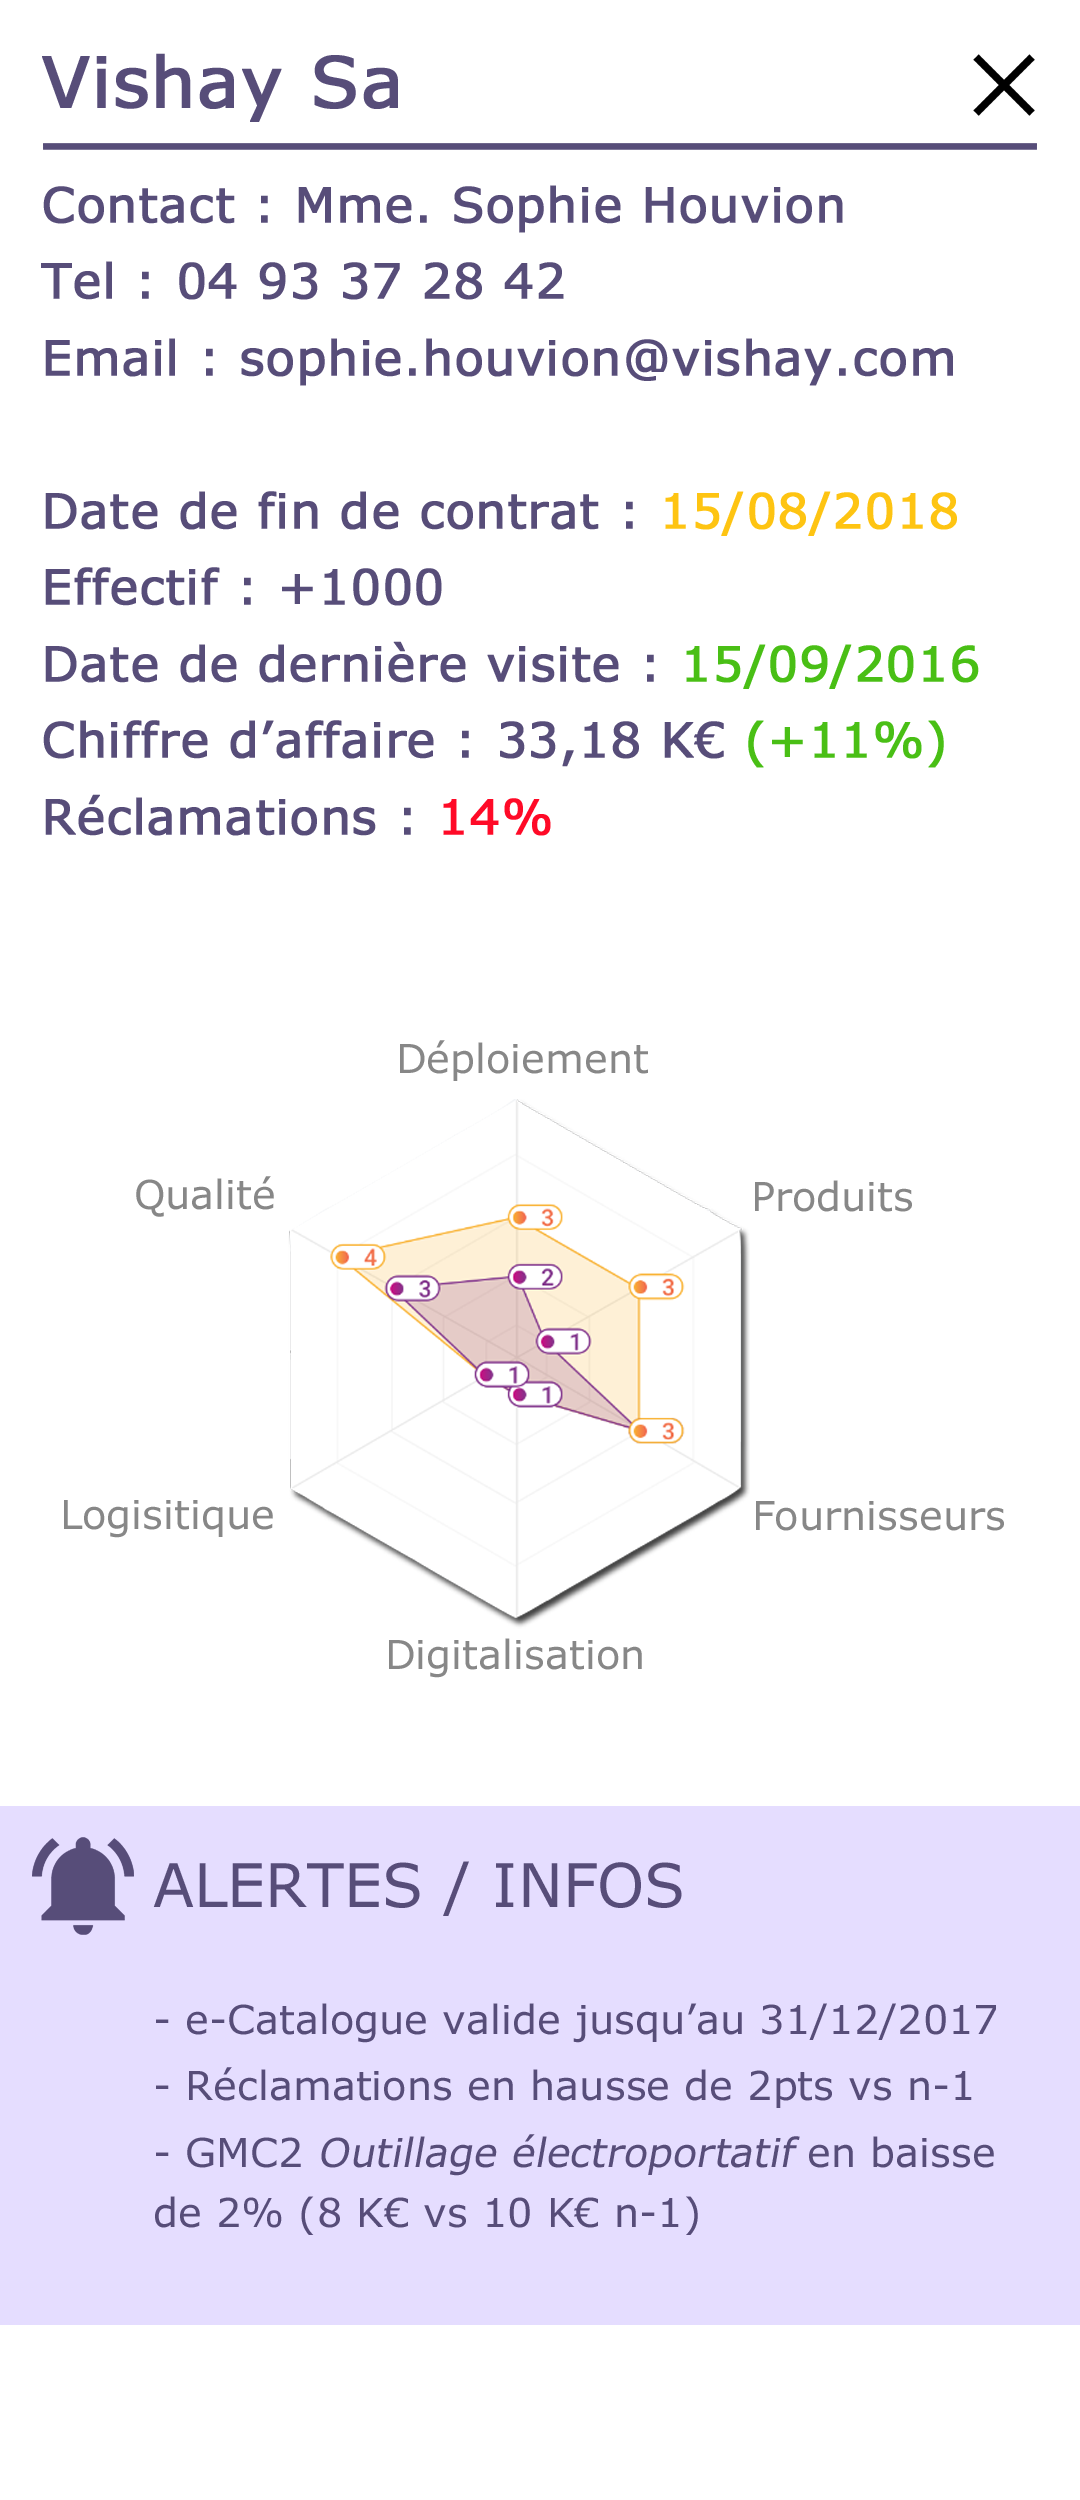 Vishay Sa
Contact : Mme. Sophie Houvion
Tel : 04 93 37 28 42
Email : sophie.houvion@vishay.com
Date de fin de contrat : 15/08/2018
Effectif : +1000
Date de dernière visite : 15/09/2016
Chiffre d’affaire : 33,18 K€ (+11%)
Réclamations : 14%
Déploiement
Qualité
Produits
3
4
2
3
3
1
1
1
3
Logisitique
Fournisseurs
Digitalisation
ALERTES / INFOS
- e-Catalogue valide jusqu’au 31/12/2017
- Réclamations en hausse de 2pts vs n-1
- GMC2 Outillage électroportatif en baisse
de 2% (8 K€ vs 10 K€ n-1)